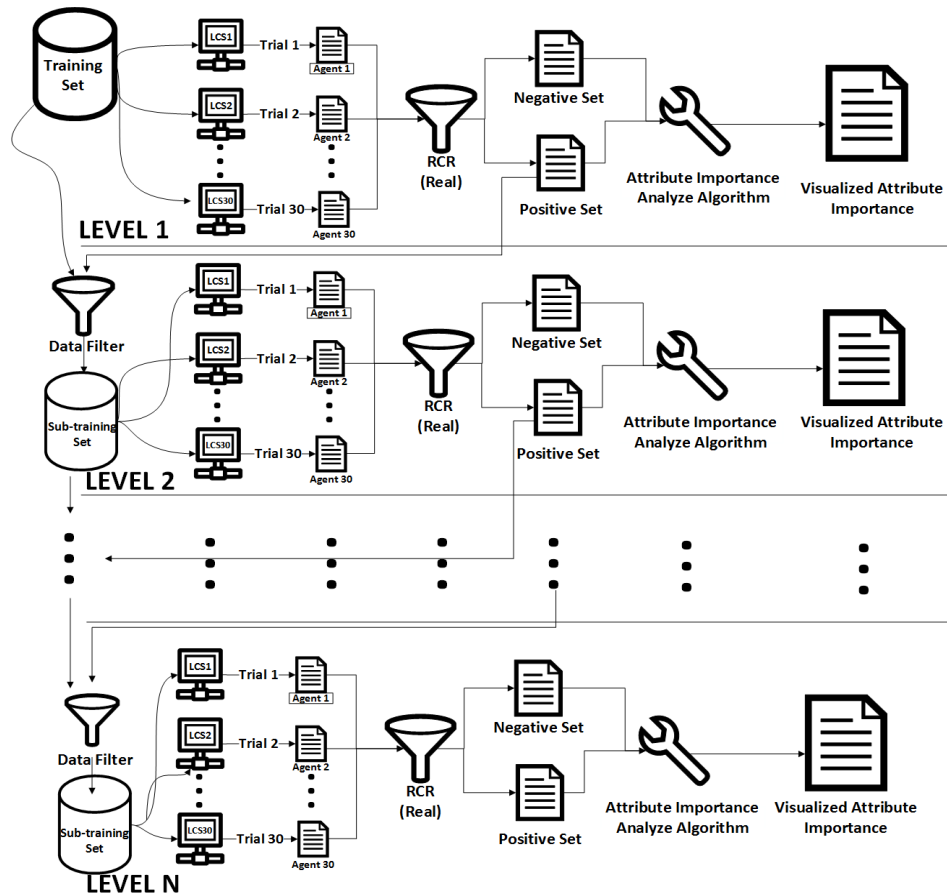 Training
Set
LCS1
Trial 1
Agent 1
LCS2
Trial 2
Agent 2
LCS30
Trial 30
Agent 30
RCR
(Real)
Negative Set
Positive Set
Attribute Importance
Analyze Algorithm
Visualized Attribute
Importance
LEVEL 1
Data Filter
Sub-training
Set
LCS1
Trial 1
Agent 1
LCS2
Trial 2
Agent 2
LCS30
Trial 30
Agent 30
RCR
(Real)
Negative Set
Positive Set
Attribute Importance
Analyze Algorithm
Visualized Attribute
Importance
LEVEL 2
Data Filter
Sub-training
Set
LCS1
Trial 1
Agent 1
LCS2
Trial 2
Agent 2
LCS30
Trial 30
Agent 30
RCR
(Real)
Negative Set
Positive Set
Attribute Importance
Analyze Algorithm
Visualized Attribute
Importance
LEVEL N